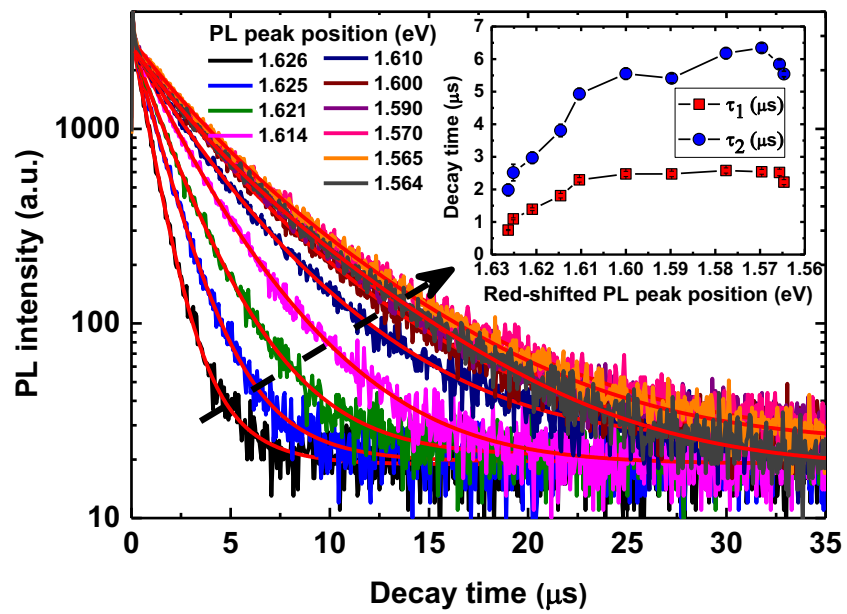 PL peak position (eV)
1.626
1.625
1.621
1.614
1.610
1.600
1.590
1.570
1.565
1.564
1000
100
10
PL intensity (a.u.)
0 5 10 15 20 25 30 35
Decay time (μs)
7
6
5
4
3
2
1
0
Decay time (μs)
τ1 (μs)
τ2 (μs)
1.63 1.62 1.61 1.60 1.59 1.58 1.57 1.56
Red-shifted PL peak position (eV)